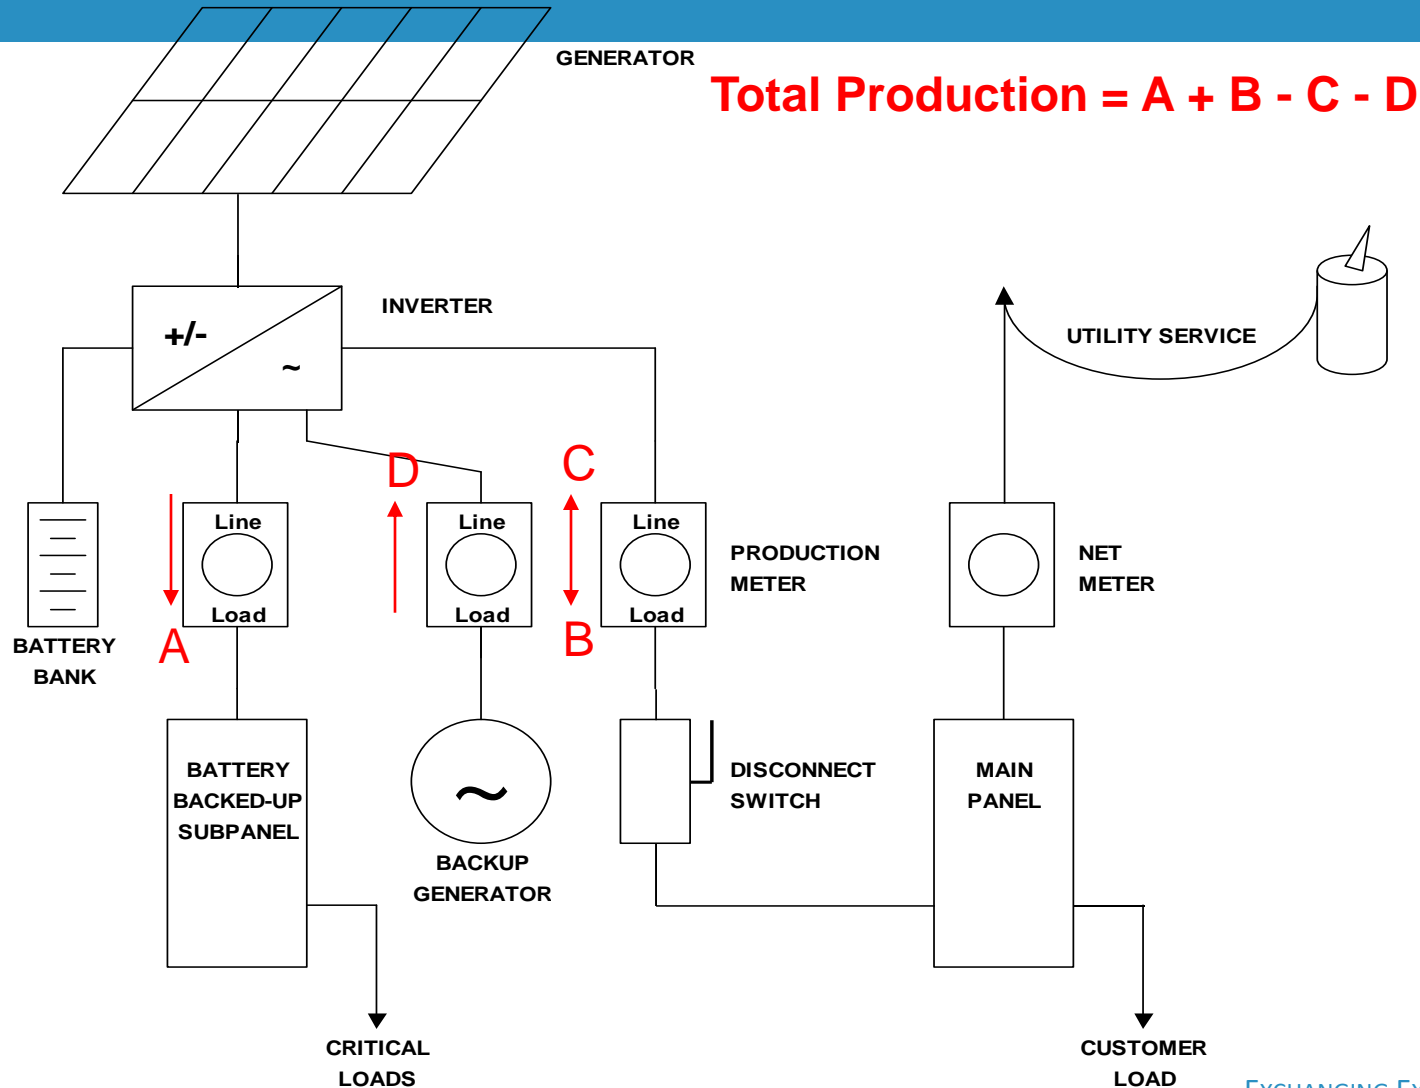 GENERATOR
Total Production = A + B - C - D
INVERTER
+/-
~
UTILITY SERVICE
D
C
Line
Load
Line
Load
Line
Load
PRODUCTION
METER
NET
METER
A
B
BATTERY
BANK
BATTERY
BACKED-UP
SUBPANEL
~
BACKUP
GENERATOR
DISCONNECT
SWITCH
MAIN
PANEL
CRITICAL
LOADS
CUSTOMER
LOAD
EXCHANGING